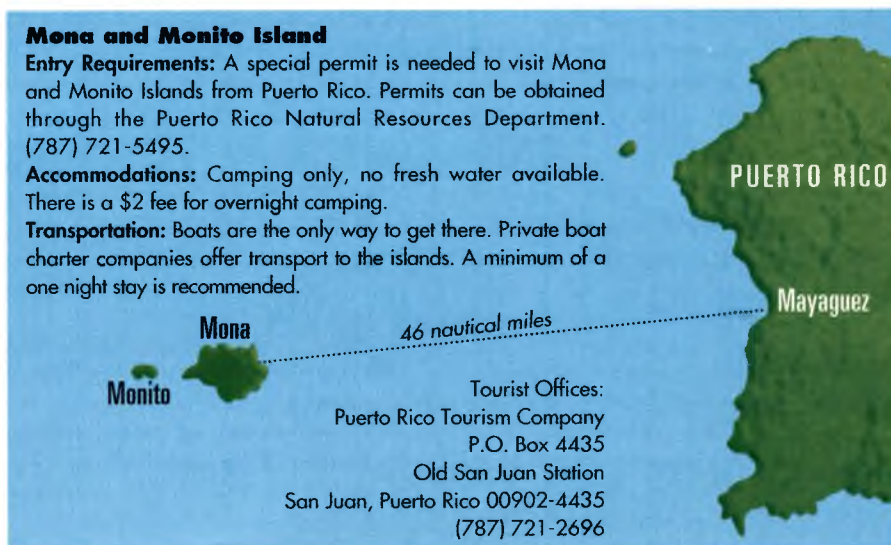 Mona and Monito Island
Entry Requirements: A special permit is needed to visit Mona
and Monito Islands from Puerto Rico. Permits can be obtained
through the Puerto Rico Natural Resources Department.
(787) 721-5495.
Accommodations: Camping only, no fresh water available.
There is a $2 fee for overnight camping.
Transportation: Boats are the only way to get there. Private boat
charter companies offer transport to the islands. A minimum of a
one night stay is recommended.
PUERTO RICO
Mayaguez
46 nautical miles
Mona
Monito
Tourist Offices:
Puerto Rico Tourism Company
P.O. Box 4435
Old San Juan Station
San Juan, Puerto Rico 00902-4435
(787) 721-2696